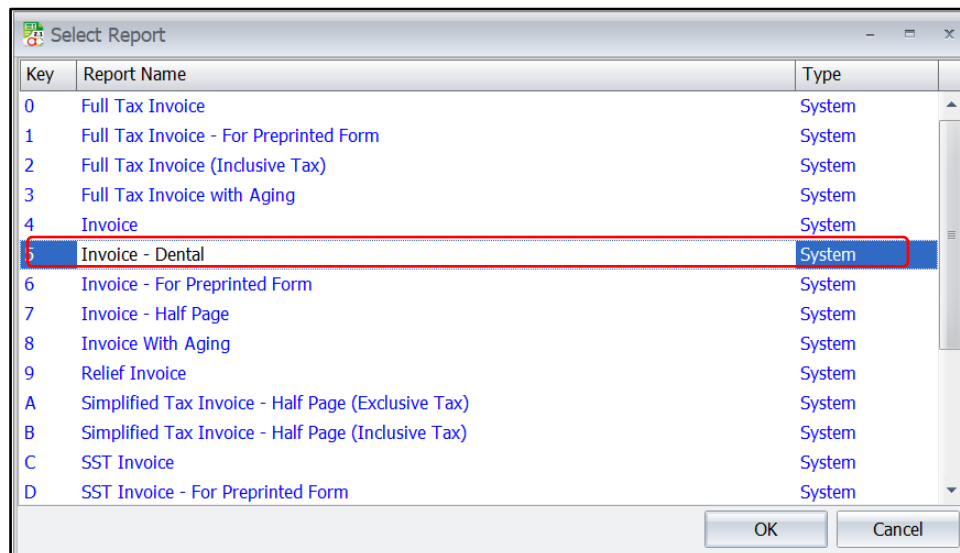 Select Report
Key Report Name Type
0 Full Tax Invoice System
1 Full Tax Invoice - For Preprinted Form System
2 Full Tax Invoice (Inclusive Tax) System
3 Full Tax Invoice with Aging System
4 Invoice System
5 Invoice - Dental System
6 Invoice - For Preprinted Form System
7 Invoice - Half Page System
8 Invoice With Aging System
9 Relief Invoice System
A Simplified Tax Invoice - Half Page (Exclusive Tax) System
B Simplified Tax Invoice - Half Page (Inclusive Tax) System
C SST Invoice System
D SST Invoice - For Preprinted Form System
OK Cancel